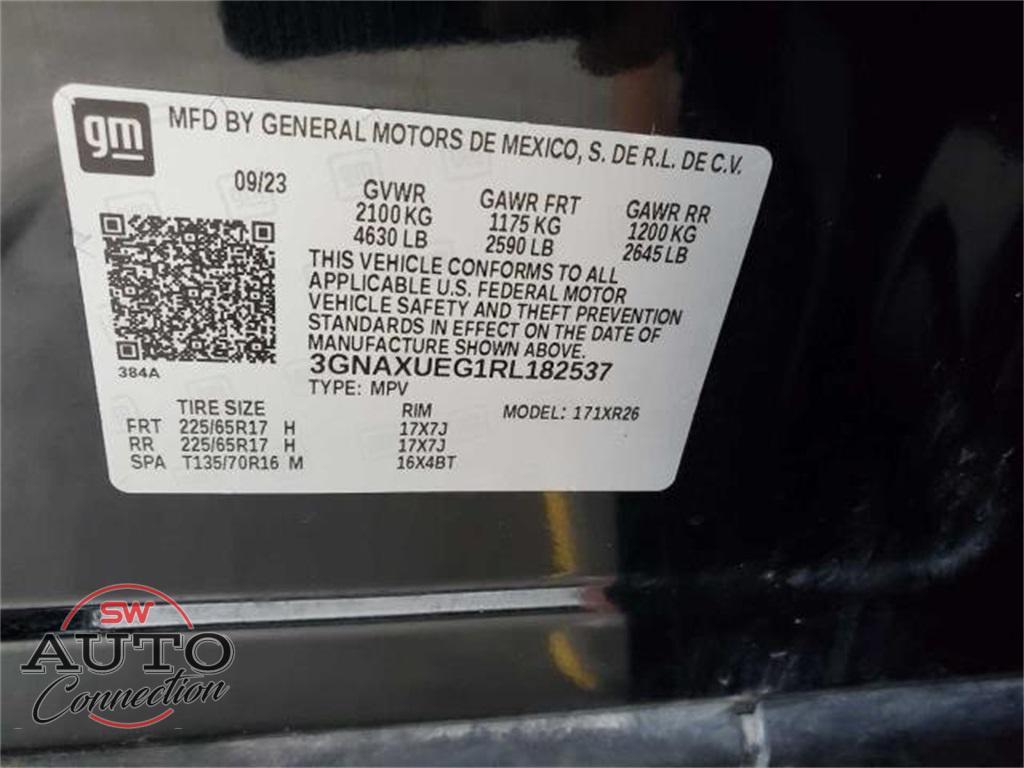 gm
MFD BY GENERAL MOTORS DE MEXICO, S. DE R.L. DE C.V.
09/23 GVWR GAWR FRT GAWR RR
2100 KG 1175 KG 1200 KG
4630 LB 2590 LB 2645 LB
THIS VEHICLE CONFORMS TO ALL
APPLICABLE U.S. FEDERAL MOTOR
VEHICLE SAFETY AND THEFT PREVENTION
STANDARDS IN EFFECT ON THE DATE OF
MANUFACTURE SHOWN ABOVE.
384A 3GNAXUEG1RL182537
TYPE: MPV
TIRE SIZE RIM MODEL: 171XR26
FRT 225/65R17 H 17X7J
RR 225/65R17 H 17X7J
SPA T135/70R16 M 16X4BT
SW
AUTO
Connection